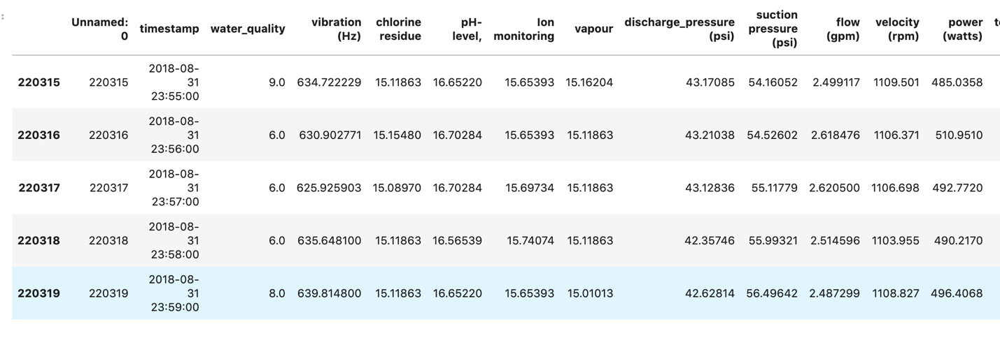 : Unnamed: 0 timestamp water_quality vibration (Hz) chlorine residue pH-level, Ion monitoring vapour discharge_pressure (psi) suction pressure (psi) flow (gpm) velocity (rpm) power (watts)
220315 220315 2018-08-31 23:55:00 9.0 634.722229 15.11863 16.65220 15.65393 15.16204 43.17085 54.16052 2.499117 1109.501 485.0358
220316 220316 2018-08-31 23:56:00 6.0 630.902771 15.15480 16.70284 15.65393 15.11863 43.21038 54.52602 2.618476 1106.371 510.9510
220317 220317 2018-08-31 23:57:00 6.0 625.925903 15.08970 16.70284 15.69734 15.11863 43.12836 55.11779 2.620500 1106.698 492.7720
220318 220318 2018-08-31 23:58:00 6.0 635.648100 15.11863 16.56539 15.74074 15.11863 42.35746 55.99321 2.514596 1103.955 490.2170
220319 220319 2018-08-31 23:59:00 8.0 639.814800 15.11863 16.65220 15.65393 15.01013 42.62814 56.49642 2.487299 1108.827 496.4068